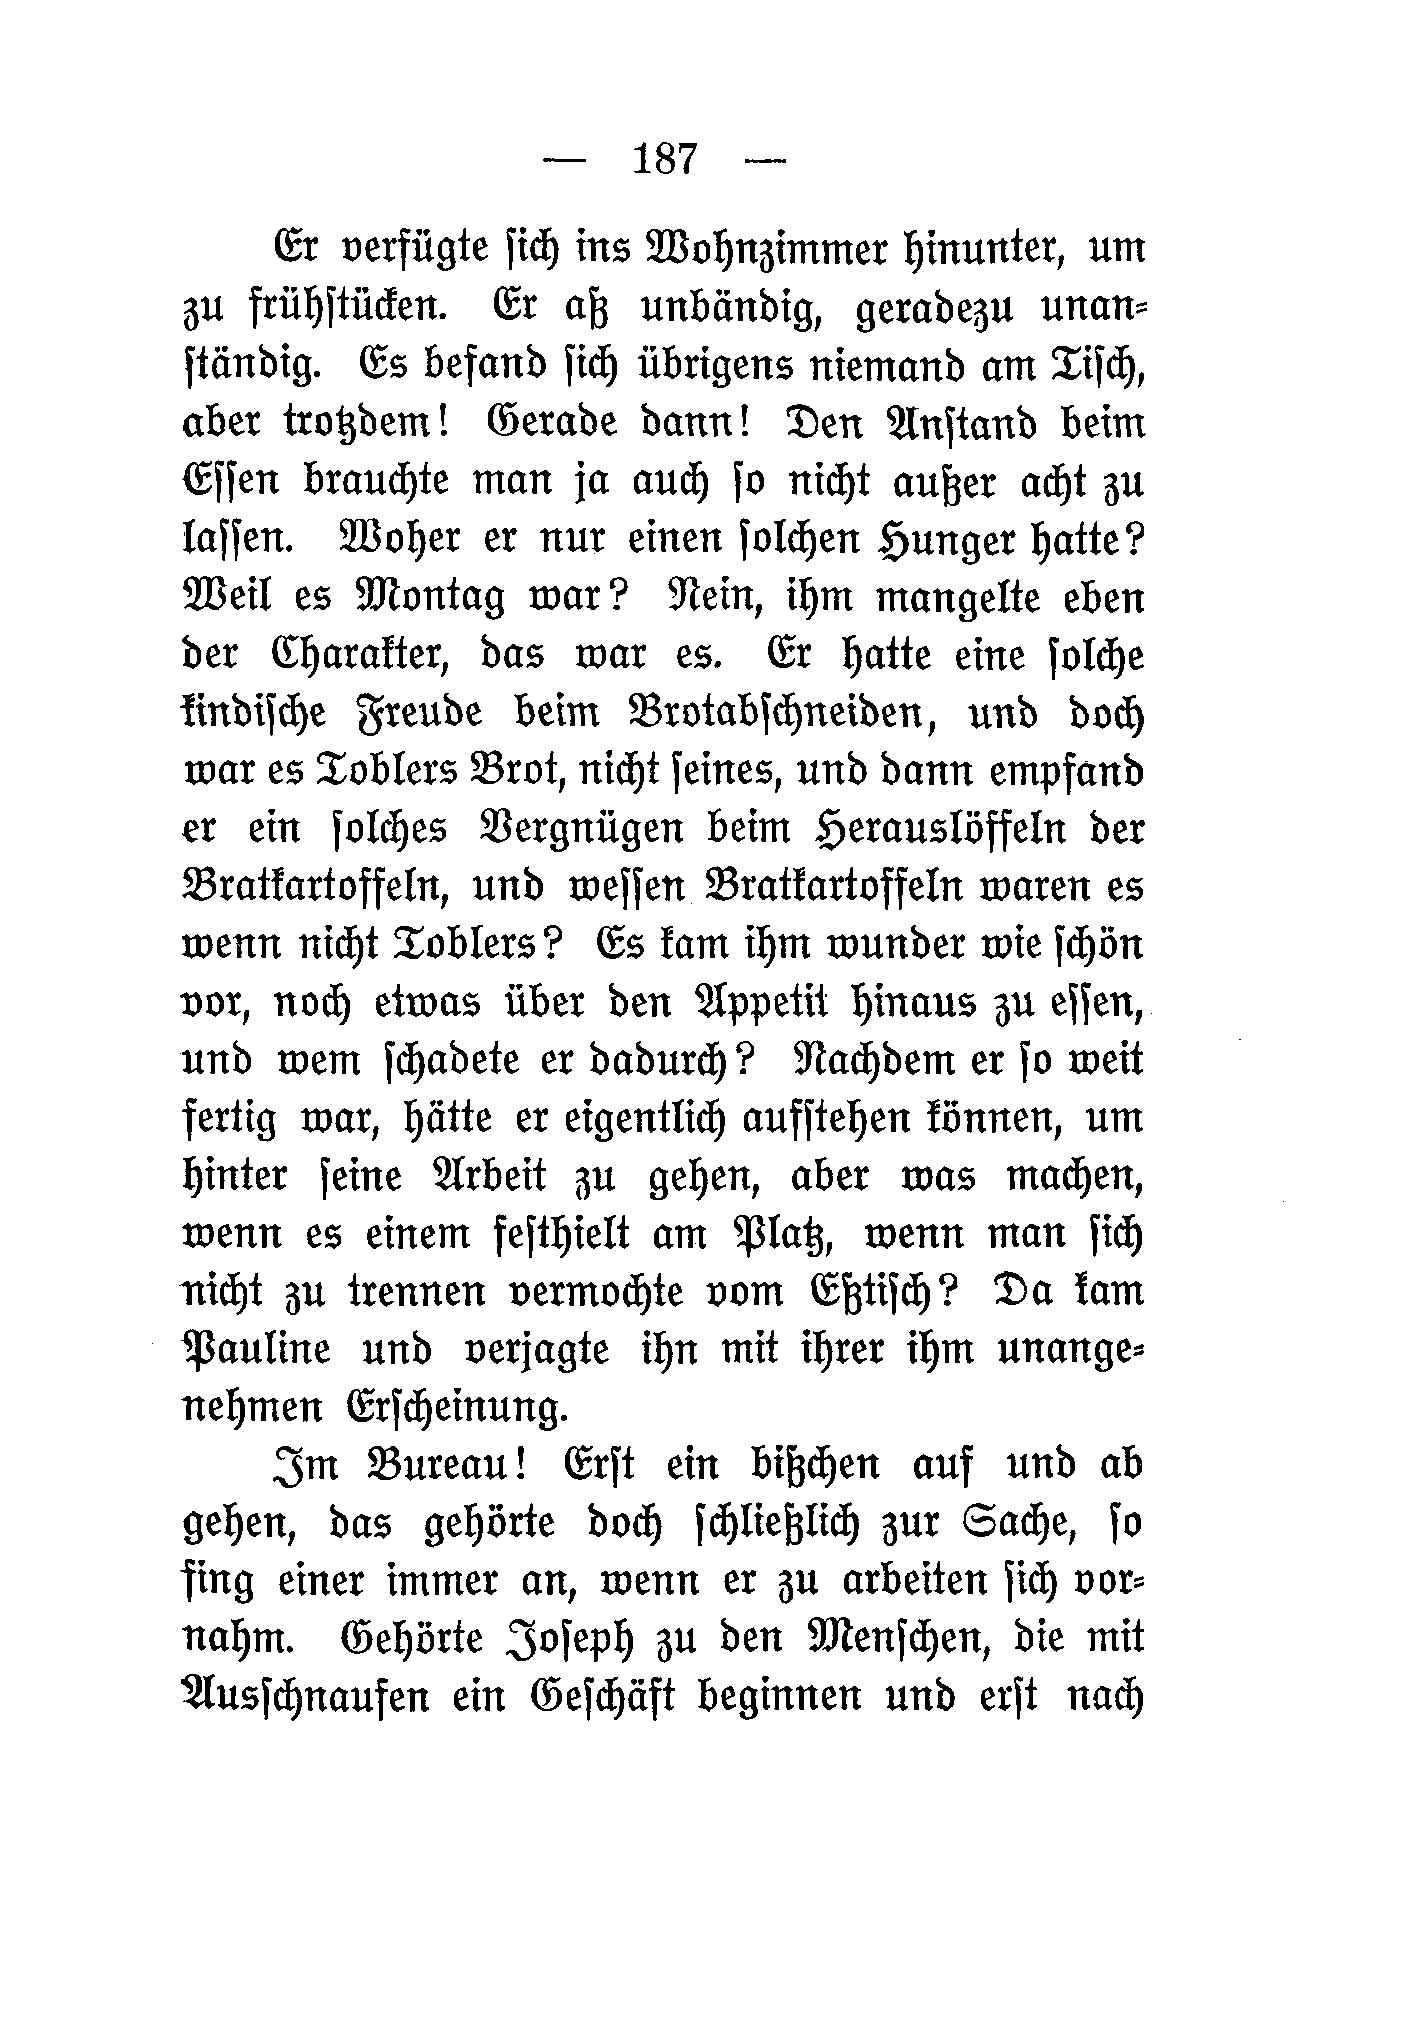 — 187 —
Er verfügte ſich ins Wohnzimmer hinunter, um
zu frühſtücken. Er aß unbändig, geradezu unan⸗
ſtändig. Es befand ſich übrigens niemand am Tiſch,
aber trotzdem! Gerade dann! Den Anſtand beim
Eſſen brauchte man ja auch ſo nicht außer acht zu
laſſen. Woher er nur einen ſolchen Hunger hatte?
Weil es Montag war? Nein, ihm mangelte eben
der Charakter, das war es. Er hatte eine ſolche
kindiſche Freude beim Brotabſchneiden, und doch
war es Toblers Brot, nicht ſeines, und dann empfand
er ein ſolches Vergnügen beim Herauslöffeln der
Bratkartoffeln, und weſſen Bratkartoffeln waren es
wenn nicht Toblers? Es kam ihm wunder wie ſchön
vor, noch etwas über den Appetit hinaus zu eſſen,
und wem ſchadete er dadurch? Nachdem er ſo weit
fertig war, hätte er eigentlich aufſtehen können, um
hinter ſeine Arbeit zu gehen, aber was machen,
wenn es einem feſthielt am Platz, wenn man ſich
nicht zu trennen vermochte vom Eßtiſch? Da kam
Pauline und verjagte ihn mit ihrer ihm unange⸗
nehmen Erſcheinung.
Im Bureau! Erſt ein bißchen auf und ab
gehen, das gehörte doch ſchließlich zur Sache, ſo
fing einer immer an, wenn er zu arbeiten ſich vor⸗
nahm. Gehörte Joſeph zu den Menſchen, die mit
Ausſchnaufen ein Geſchäft beginnen und erſt nach